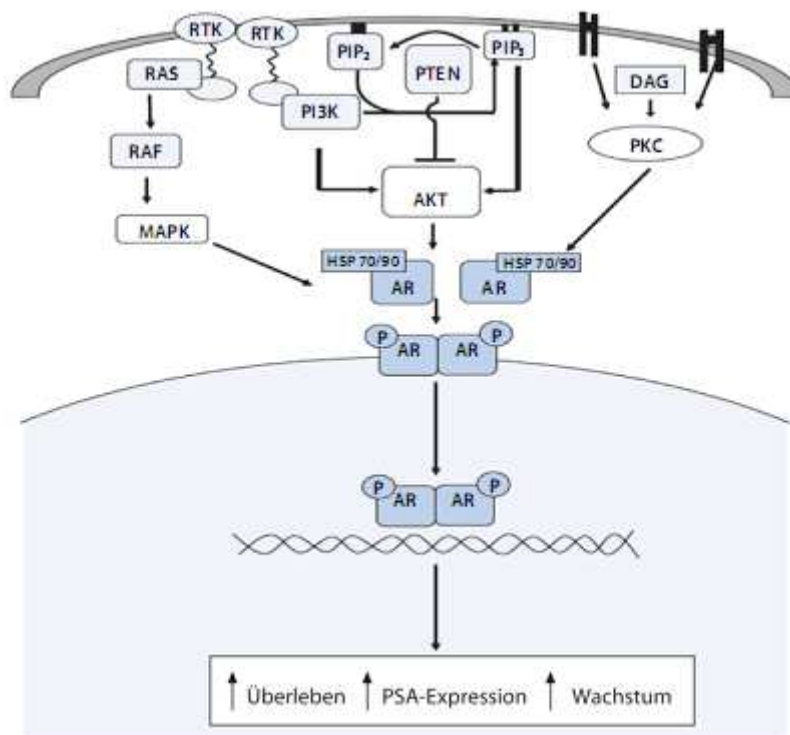 RTK
RTK
PIP₂
PIP₃
RAS
PTEN
DAG
PI3K
RAF
PKC
AKT
MAPK
HSP 70/90
HSP 70/90
AR
AR
P
P
AR
AR
P
P
AR
AR
Überleben
PSA-Expression
Wachstum